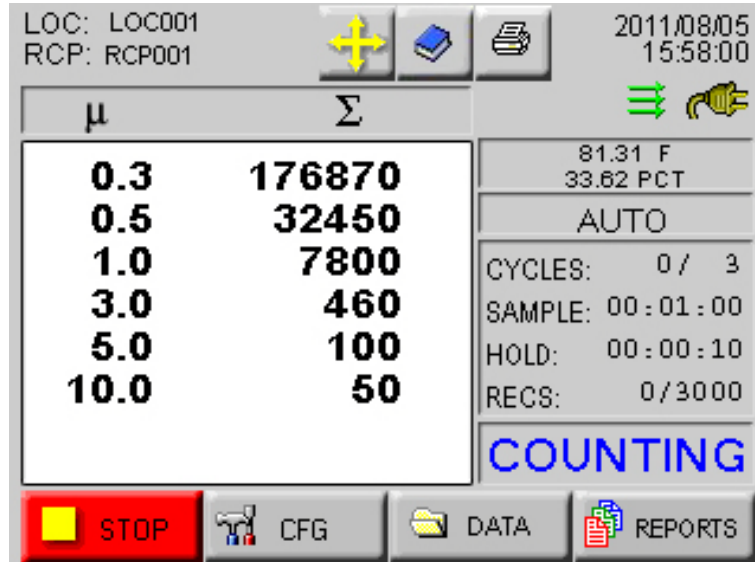 LOC: LOC001
RCP: RCP001
2011/08/05
15:58:00
μ Σ
0.3 176870
0.5 32450
1.0 7800
3.0 460
5.0 100
10.0 50
81.31 F
33.62 PCT
AUTO
CYCLES: 0/ 3
SAMPLE: 00:01:00
HOLD: 00:00:10
RECS: 0/3000
COUNTING
STOP CFG DATA REPORTS